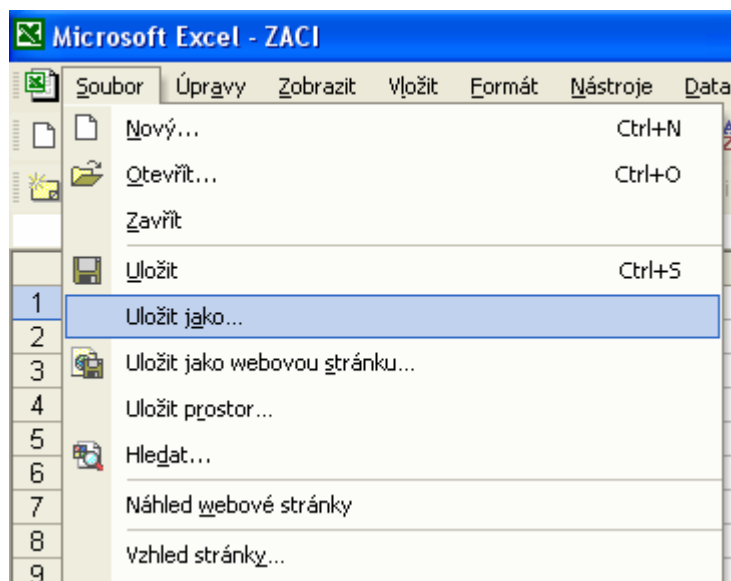 Microsoft Excel - ZACI
Soubor Úpravy Zobrazit Vložit Formát Nástroje Data
Nový... Ctrl+N
Otevřít... Ctrl+O
Zavřít
Uložit Ctrl+S
1
Uložit jako...
2
3 Uložit jako webovou stránku...
4 Uložit prostor...
5
Hledat...
6
7 Náhled webové stránky
8
Vzhled stránky...
9